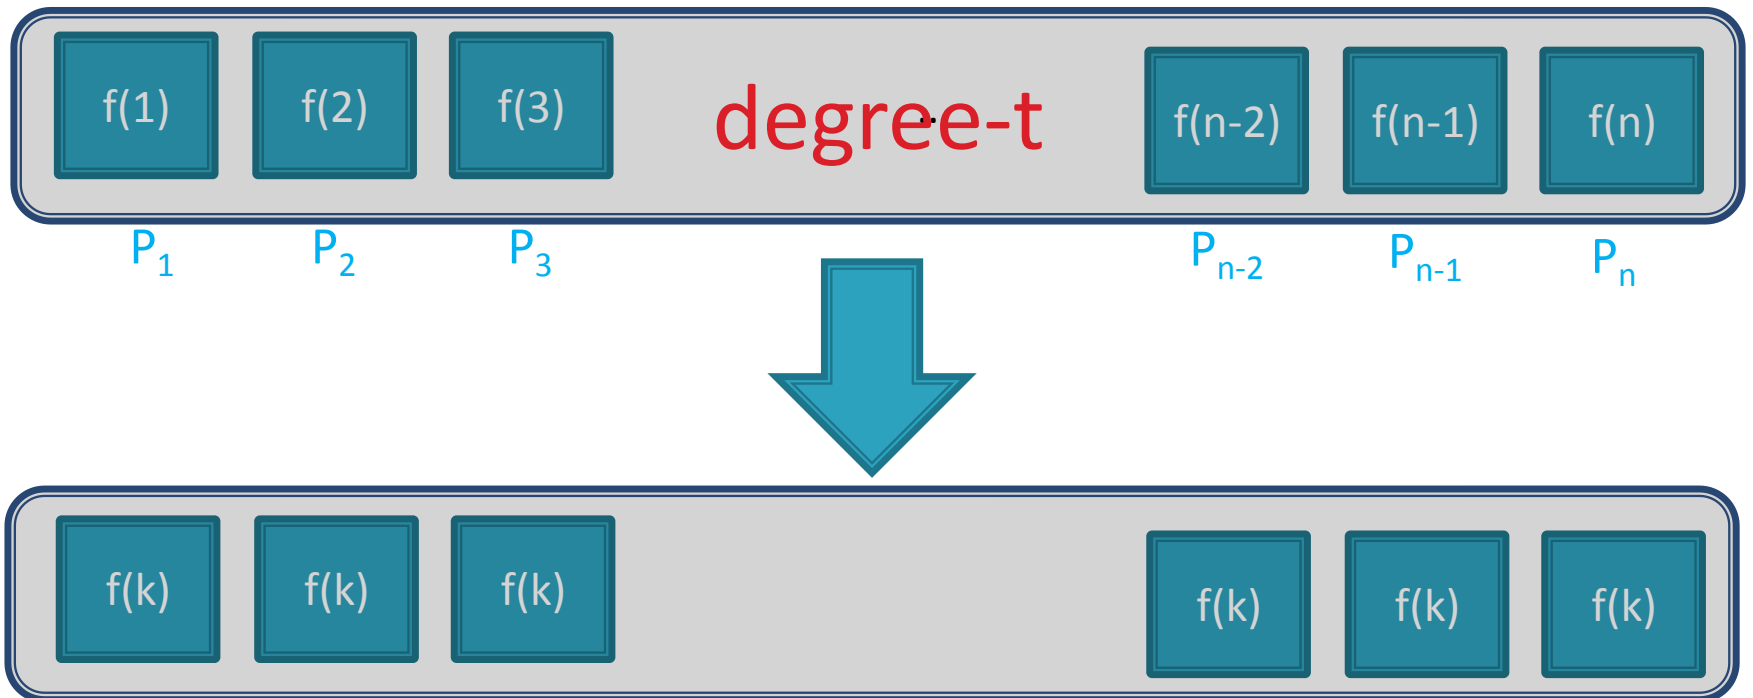 f(1) f(2) f(3) degree-t ... f(n-2) f(n-1) f(n)
P1 P2 P3 Pn-2 Pn-1 Pn
f(k) f(k) f(k) f(k) f(k) f(k)